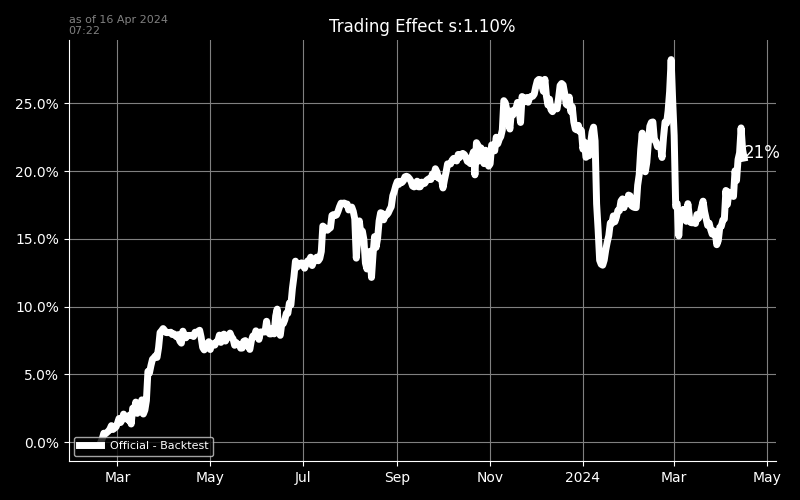 as of 16 Apr 2024
07:22
Trading Effect s:1.10%
25.0%
20.0%
15.0%
10.0%
5.0%
0.0%
21%
Official - Backtest
Mar May Jul Sep Nov 2024 Mar May